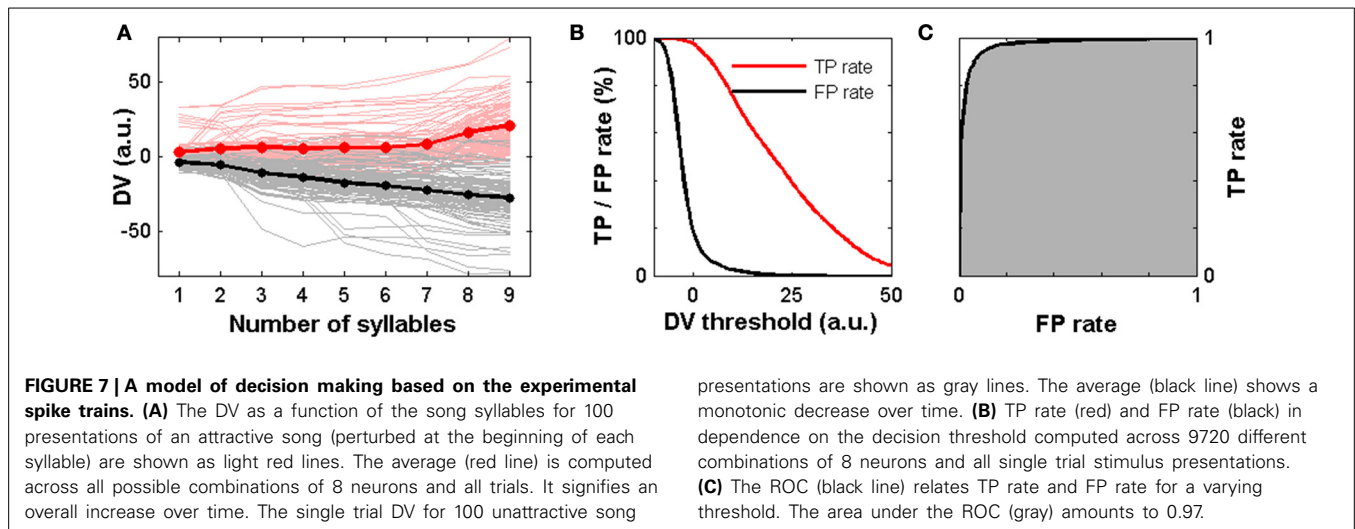 A
B
C
50
0
-50
DV (a.u.)
1 2 3 4 5 6 7 8 9
Number of syllables
100
0
TP / FP rate (%)
TP rate
FP rate
0 25 50
DV threshold (a.u.)
1
0
TP rate
0 1
FP rate
FIGURE 7 | A model of decision making based on the experimental
spike trains. (A) The DV as a function of the song syllables for 100
presentations of an attractive song (perturbed at the beginning of each
syllable) are shown as light red lines. The average (red line) is computed
across all possible combinations of 8 neurons and all trials. It signifies an
overall increase over time. The single trial DV for 100 unattractive song
presentations are shown as gray lines. The average (black line) shows a
monotonic decrease over time. (B) TP rate (red) and FP rate (black) in
dependence on the decision threshold computed across 9720 different
combinations of 8 neurons and all single trial stimulus presentations.
(C) The ROC (black line) relates TP rate and FP rate for a varying
threshold. The area under the ROC (gray) amounts to 0.97.